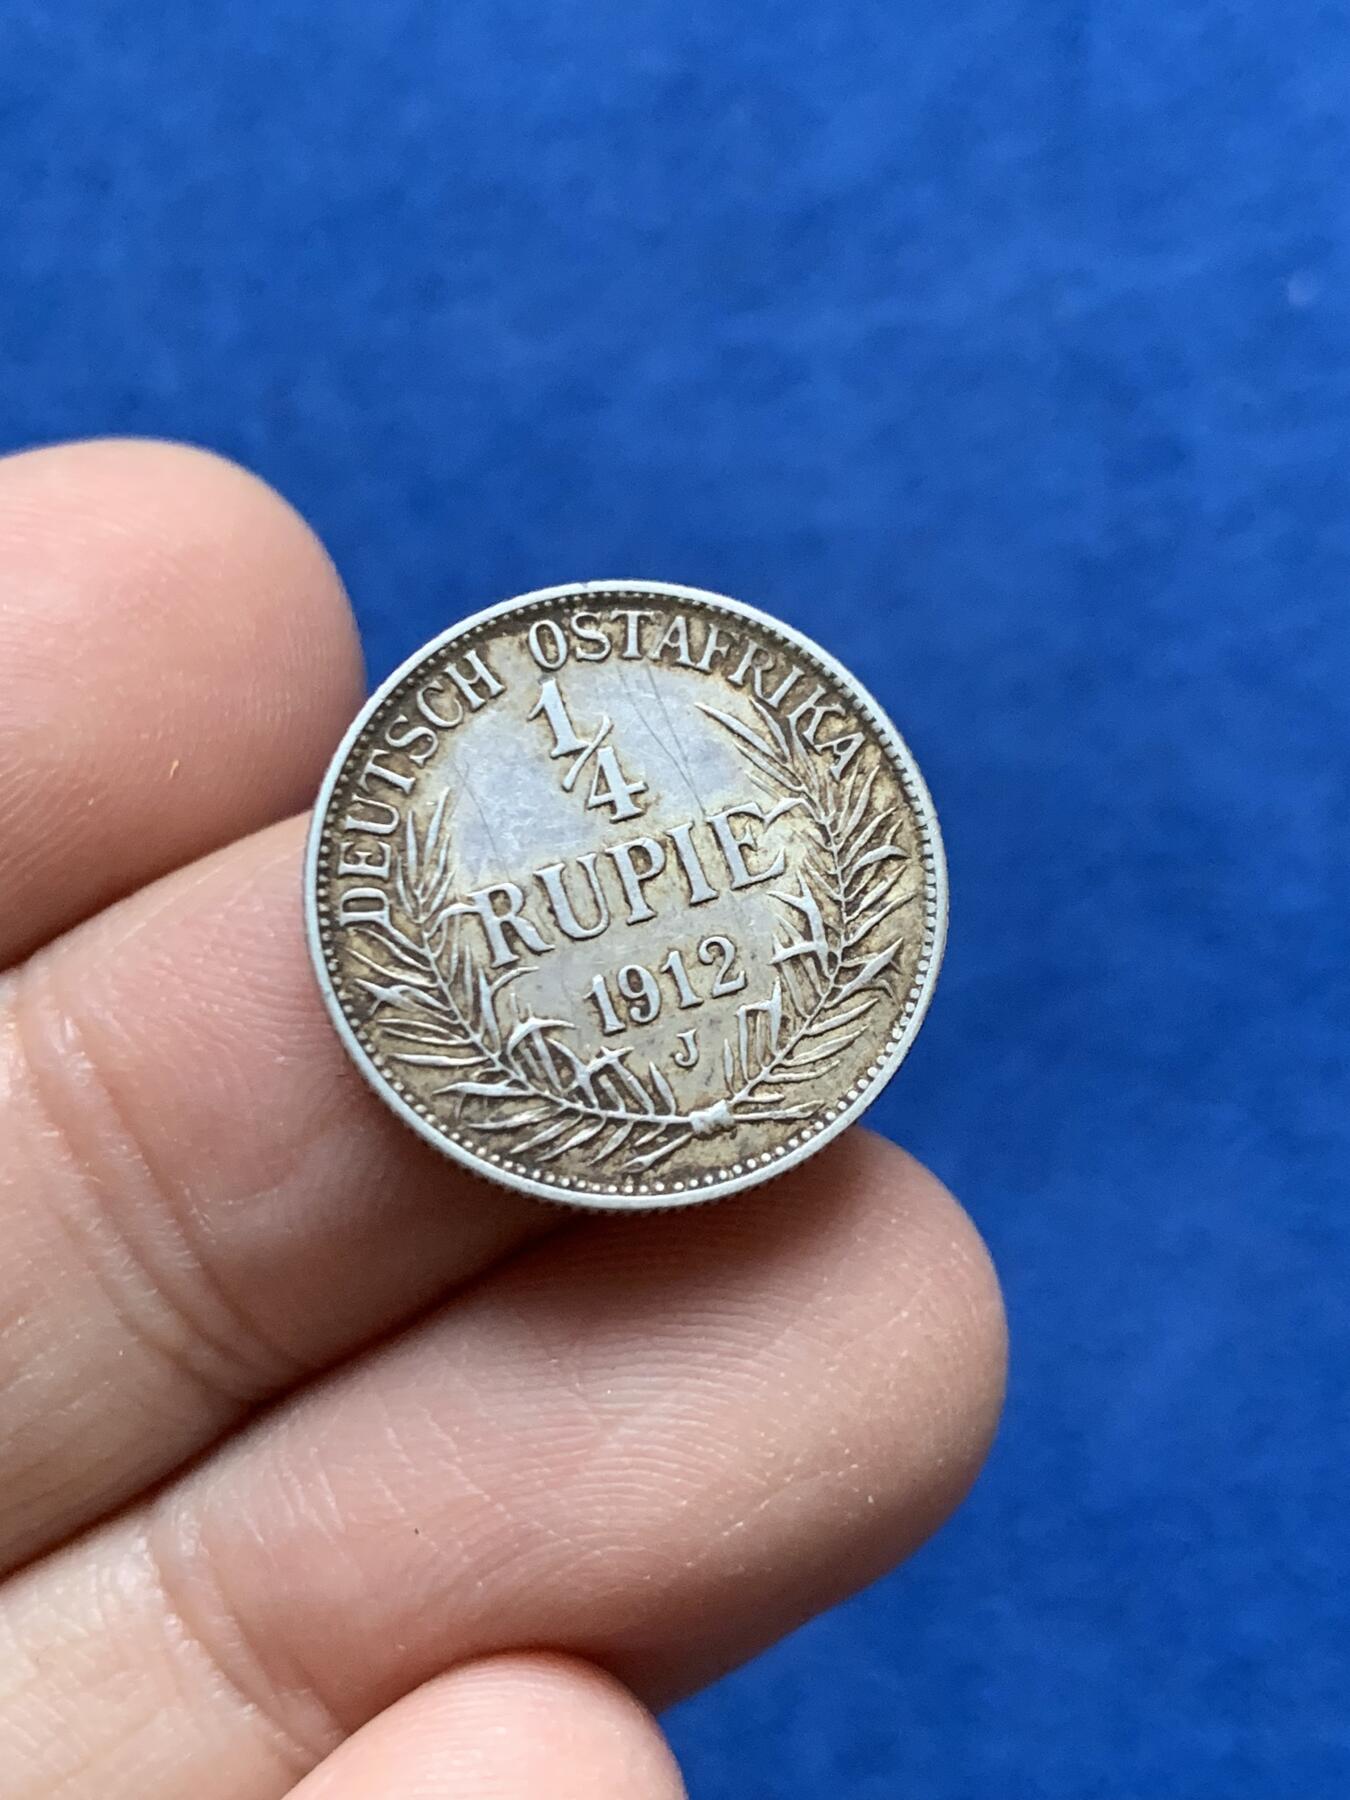 DEUTSCH OSTAFRIKA
1/4
RUPIE
1912
J